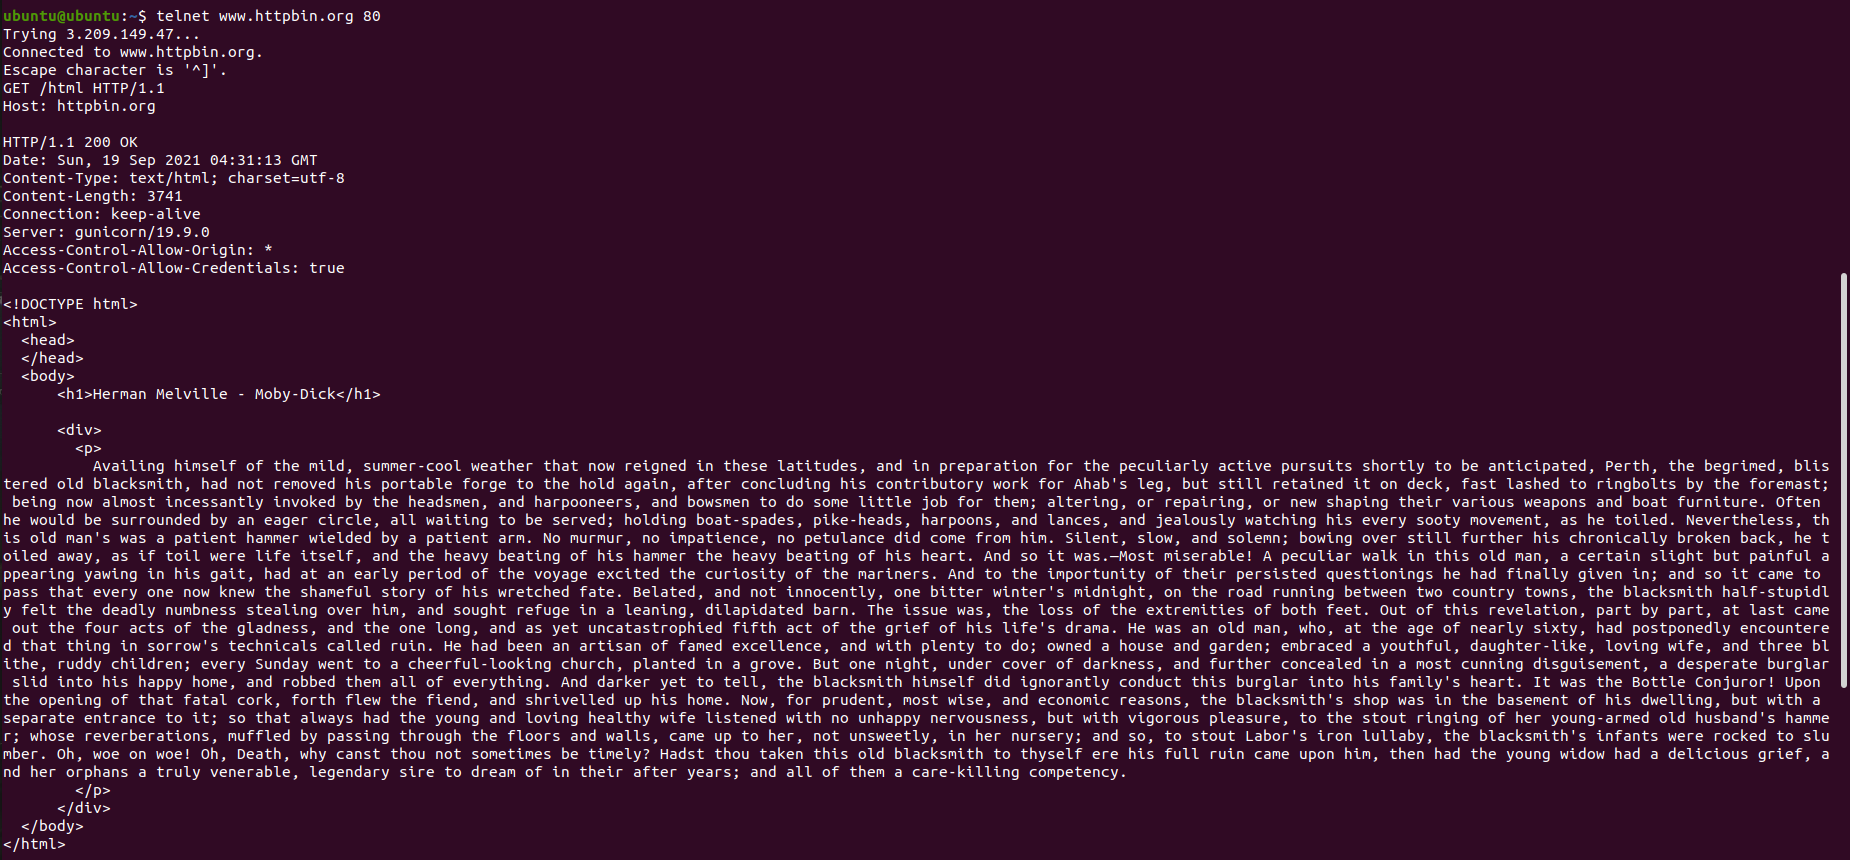 ubuntu@ubuntu:~$ telnet www.httpbin.org 80
Trying 3.209.149.47...
Connected to www.httpbin.org.
Escape character is '^]'.
GET /html HTTP/1.1
Host: httpbin.org

HTTP/1.1 200 OK
Date: Sun, 19 Sep 2021 04:31:13 GMT
Content-Type: text/html; charset=utf-8
Content-Length: 3741
Connection: keep-alive
Server: gunicorn/19.9.0
Access-Control-Allow-Origin: *
Access-Control-Allow-Credentials: true

<!DOCTYPE html>
<html>
  <head>
  </head>
  <body>
      <h1>Herman Melville - Moby-Dick</h1>

      <div>
        <p>
          Availing himself of the mild, summer-cool weather that now reigned in these latitudes, and in preparation for the peculiarly active pursuits shortly to be anticipated, Perth, the begrimed, blis
tered old blacksmith, had not removed his portable forge to the hold again, after concluding his contributory work for Ahab's leg, but still retained it on deck, fast lashed to ringbolts by the foremast;
 being now almost incessantly invoked by the headsmen, and harpooneers, and bowsmen to do some little job for them; altering, or repairing, or new shaping their various weapons and boat furniture. Often 
he would be surrounded by an eager circle, all waiting to be served; holding boat-spades, pike-heads, harpoons, and lances, and jealously watching his every sooty movement, as he toiled. Nevertheless, th
is old man's was a patient hammer wielded by a patient arm. No murmur, no impatience, no petulance did come from him. Silent, slow, and solemn; bowing over still further his chronically broken back, he t
oiled away, as if toil were life itself, and the heavy beating of his hammer the heavy beating of his heart. And so it was.—Most miserable! A peculiar walk in this old man, a certain slight but painful a
ppearing yawing in his gait, had at an early period of the voyage excited the curiosity of the mariners. And to the importunity of their persisted questionings he had finally given in; and so it came to 
pass that every one now knew the shameful story of his wretched fate. Belated, and not innocently, one bitter winter's midnight, on the road running between two country towns, the blacksmith half-stupidl
y felt the deadly numbness stealing over him, and sought refuge in a leaning, dilapidated barn. The issue was, the loss of the extremities of both feet. Out of this revelation, part by part, at last came
 out the four acts of the gladness, and the one long, and as yet uncatastrophied fifth act of the grief of his life's drama. He was an old man, who, at the age of nearly sixty, had postponedly encountere
d that thing in sorrow's technicals called ruin. He had been an artisan of famed excellence, and with plenty to do; owned a house and garden; embraced a youthful, daughter-like, loving wife, and three bl
ithe, ruddy children; every Sunday went to a cheerful-looking church, planted in a grove. But one night, under cover of darkness, and further concealed in a most cunning disguisement, a desperate burglar
 slid into his happy home, and robbed them all of everything. And darker yet to tell, the blacksmith himself did ignorantly conduct this burglar into his family's heart. It was the Bottle Conjuror! Upon 
the opening of that fatal cork, forth flew the fiend, and shrivelled up his home. Now, for prudent, most wise, and economic reasons, the blacksmith's shop was in the basement of his dwelling, but with a 
separate entrance to it; so that always had the young and loving healthy wife listened with no unhappy nervousness, but with vigorous pleasure, to the stout ringing of her young-armed old husband's hamme
r; whose reverberations, muffled by passing through the floors and walls, came up to her, not unsweetly, in her nursery; and so, to stout Labor's iron lullaby, the blacksmith's infants were rocked to slu
mber. Oh, woe on woe! Oh, Death, why canst thou not sometimes be timely? Hadst thou taken this old blacksmith to thyself ere his full ruin came upon him, then had the young widow had a delicious grief, a
nd her orphans a truly venerable, legendary sire to dream of in their after years; and all of them a care-killing competency.
        </p>
      </div>
  </body>
</html>